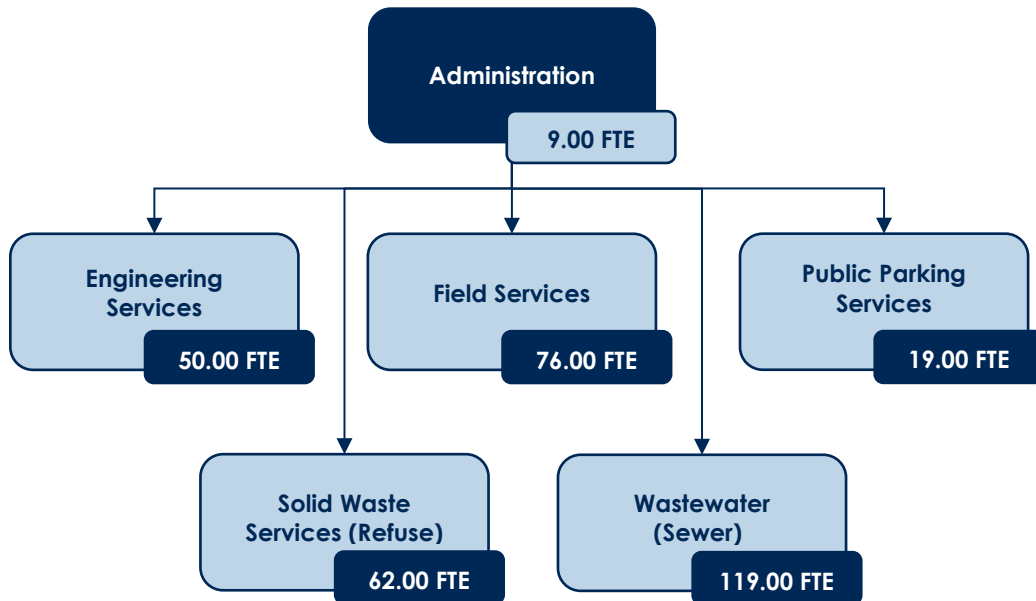 Administration
9.00 FTE
Engineering
Services
50.00 FTE
Field Services
76.00 FTE
Public Parking
Services
19.00 FTE
Solid Waste
Services (Refuse)
62.00 FTE
Wastewater
(Sewer)
119.00 FTE